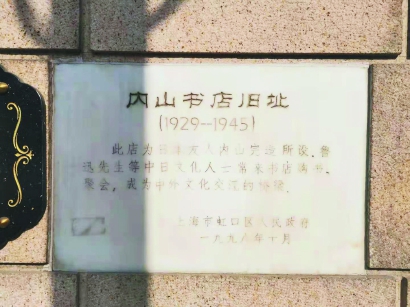 内山书店旧址
(1929—1945)
此店为日本友人内山完造所设。鲁
迅先生等中日文化人士常来书店读书、
聚会，成为中外文化交流的桥梁。
上海市虹口区人民政府
一九九八年十月